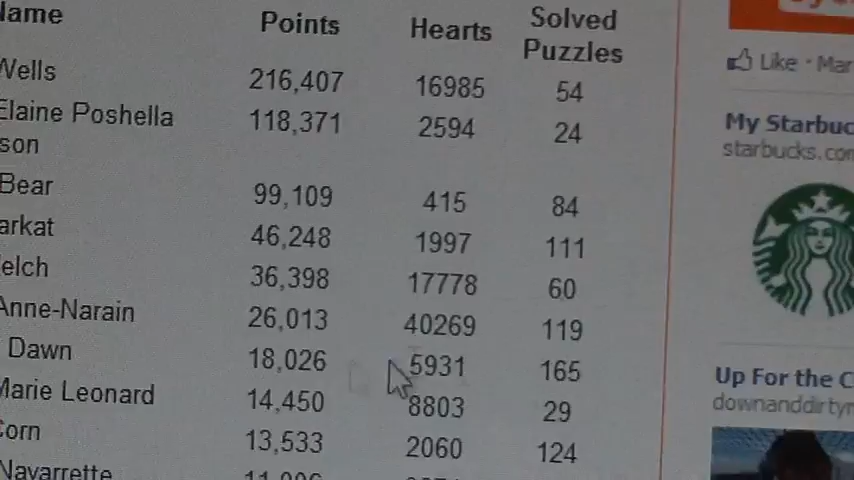 Name Points Hearts Solved Puzzles
Wells 216,407 16985 54
Elaine Poshella 118,371 2594 24
son
Bear 99,109 415 84
arkat 46,248 1997 111
elch 36,398 17778 60
Anne-Narain 26,013 40269 119
Dawn 18,026 5931 165
Marie Leonard 14,450 8803 29
Corn 13,533 2060 124
Navarrette
Like · Mar
My Starbuc
starbucks.com
Up For the C
downanddirtym